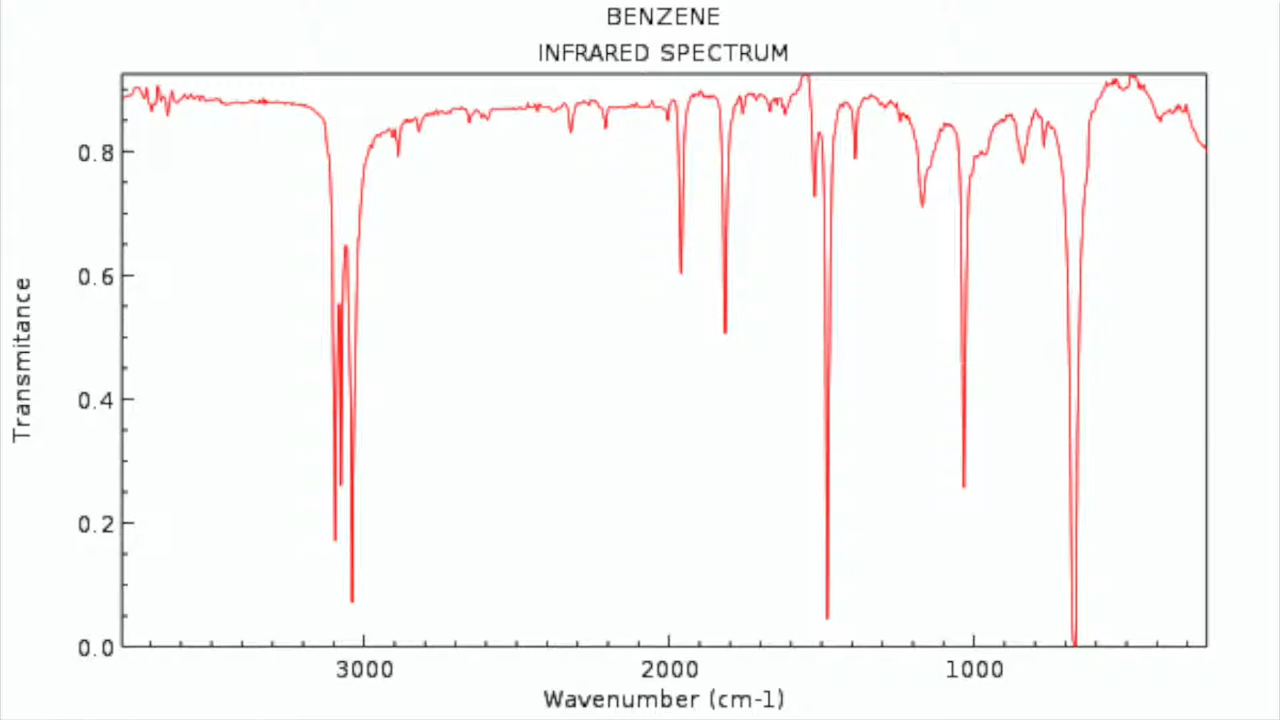 BENZENE
INFRARED SPECTRUM
0.8
0.6
0.4
0.2
0.0
Transmitance
3000 2000 1000
Wavenumber (cm-1)